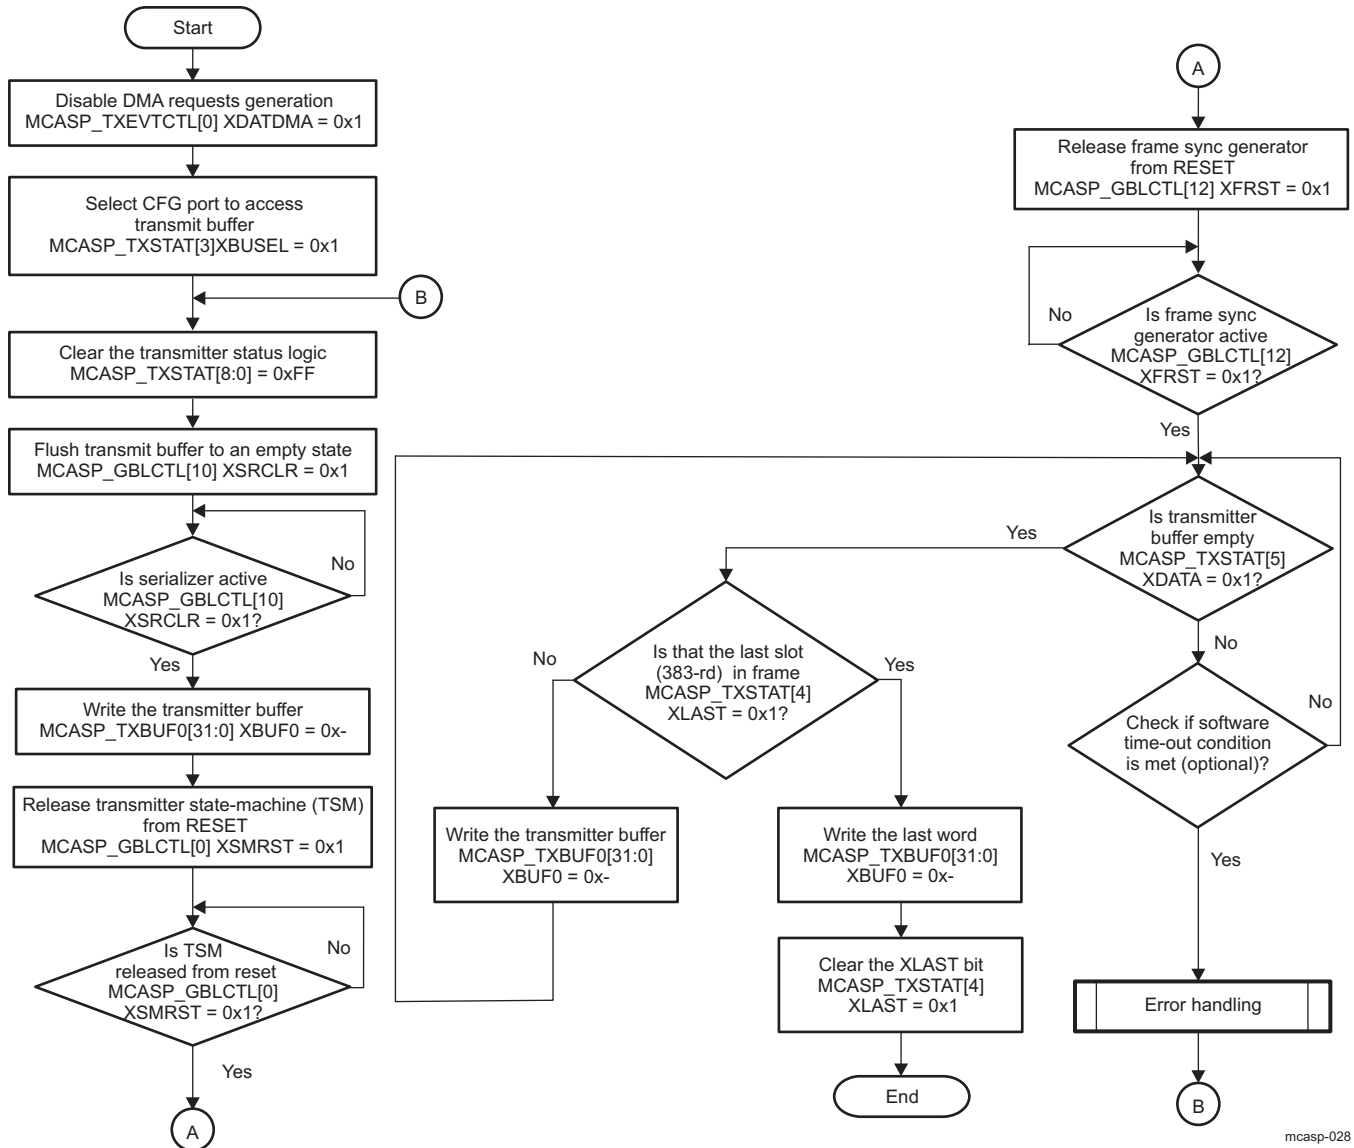 Start
Disable DMA requests generation
MCASP_TXEVTCTL[0] XDATDMA = 0x1
Select CFG port to access
transmit buffer
MCASP_TXSTAT[3]XBUSEL = 0x1
B
Clear the transmitter status logic
MCASP_TXSTAT[8:0] = 0xFF
Flush transmit buffer to an empty state
MCASP_GBLCTL[10] XSRCLR = 0x1
No
Is serializer active
MCASP_GBLCTL[10]
XSRCLR = 0x1?
Yes
Write the transmitter buffer
MCASP_TXBUF0[31:0] XBUF0 = 0x-
Release transmitter state-machine (TSM)
from RESET
MCASP_GBLCTL[0] XSMRST = 0x1
No
Is TSM
released from reset
MCASP_GBLCTL[0]
XSMRST = 0x1?
Yes
A
A
Release frame sync generator
from RESET
MCASP_GBLCTL[12] XFRST = 0x1
No
Is frame sync
generator active
MCASP_GBLCTL[12]
XFRST = 0x1?
Yes
Is transmitter
buffer empty
MCASP_TXSTAT[5]
XDATA = 0x1?
Yes
No
Is that the last slot
(383-rd) in frame
MCASP_TXSTAT[4]
XLAST = 0x1?
No
Yes
Write the transmitter buffer
MCASP_TXBUF0[31:0]
XBUF0 = 0x-
Write the last word
MCASP_TXBUF0[31:0]
XBUF0 = 0x-
Clear the XLAST bit
MCASP_TXSTAT[4]
XLAST = 0x1
End
Check if software
time-out condition
is met (optional)?
No
Yes
Error handling
B
mcasp-028